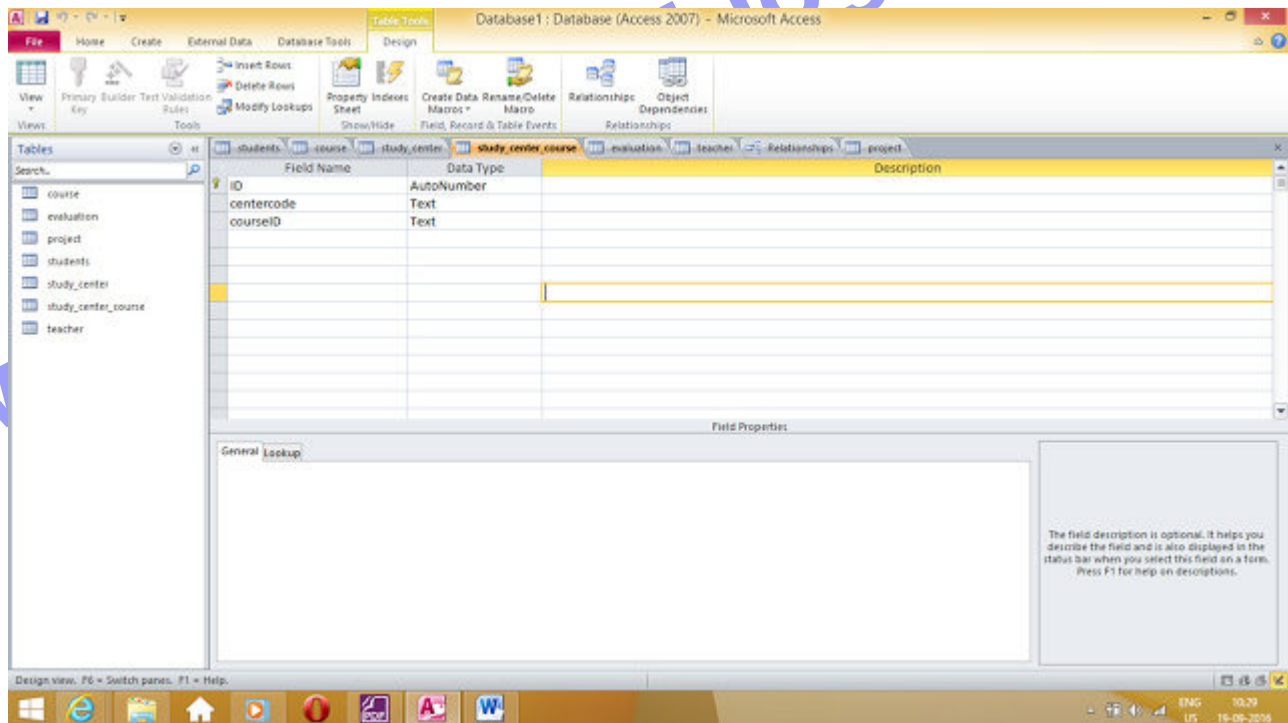 Table Tools
Database1 : Database (Access 2007) - Microsoft Access
File Home Create External Data Database Tools Design
View
Primary Key
Builder
Test Validation Rules
Insert Rows
Delete Rows
Modify Lookups
Property Sheet
Indexes
Create Data Macros
Rename/Delete Macro
Relationships
Object Dependencies
Views Tools Show/Hide Field, Record & Table Events Relationships
Tables
Search..
course
evaluation
project
students
study_center
study_center_course
teacher
students course study_center study_center_course evaluation teacher Relationships project
Field Name Data Type Description
ID AutoNumber
centercode Text
courseID Text
Field Properties
General Lookup
The field description is optional. It helps you
describe the field and is also displayed in the
status bar when you select this field on a form.
Press F1 for help on descriptions.
Design view. F6 = Switch panes. F1 = Help.
ENG 10:29
US 19-09-2016